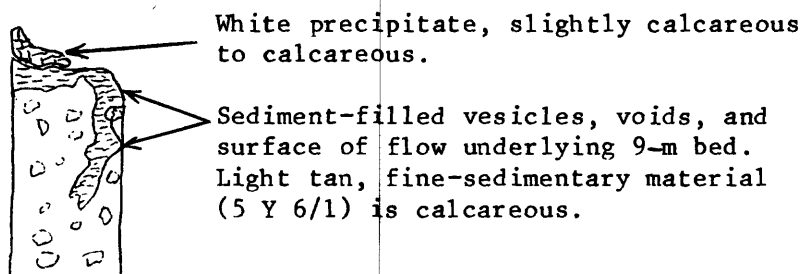 White precipitate, slightly calcareous
to calcareous.
Sediment-filled vesicles, voids, and
surface of flow underlying 9-m bed.
Light tan, fine-sedimentary material
(5 Y 6/1) is calcareous.